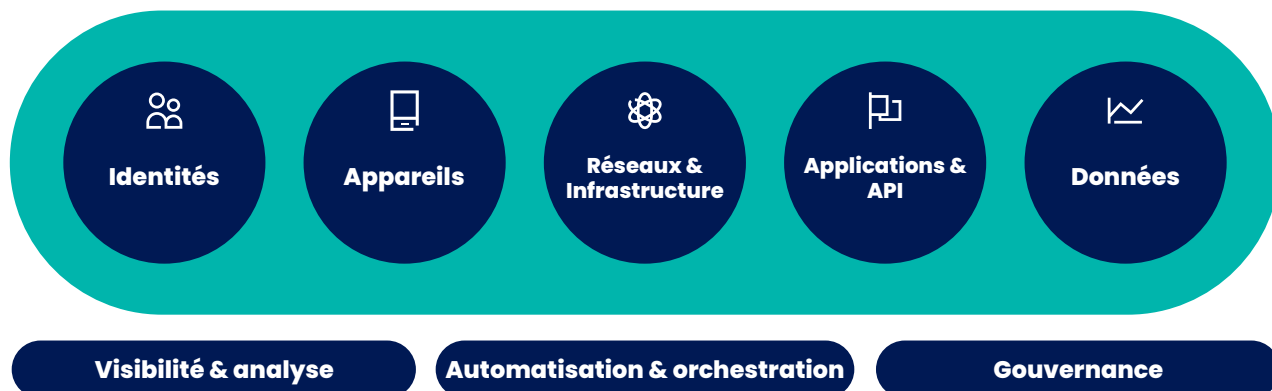 Identités
Appareils
Réseaux &
Infrastructure
Applications &
API
Données
Visibilité & analyse
Automatisation & orchestration
Gouvernance